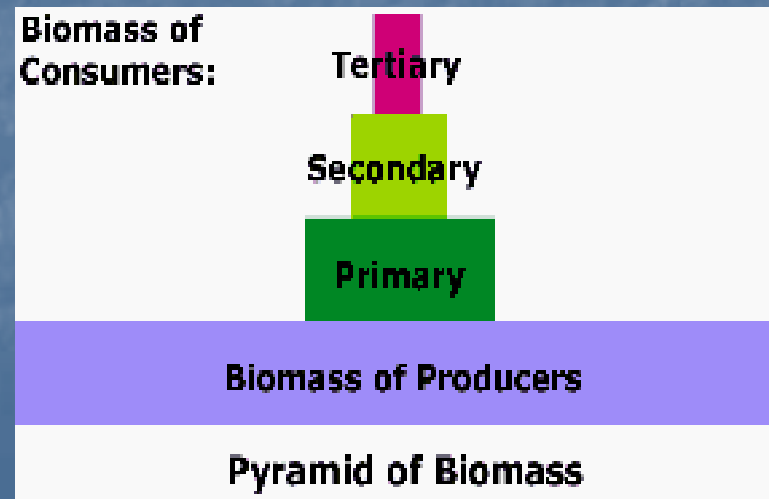 Biomass of
Consumers:
Tertiary
Secondary
Primary
Biomass of Producers
Pyramid of Biomass